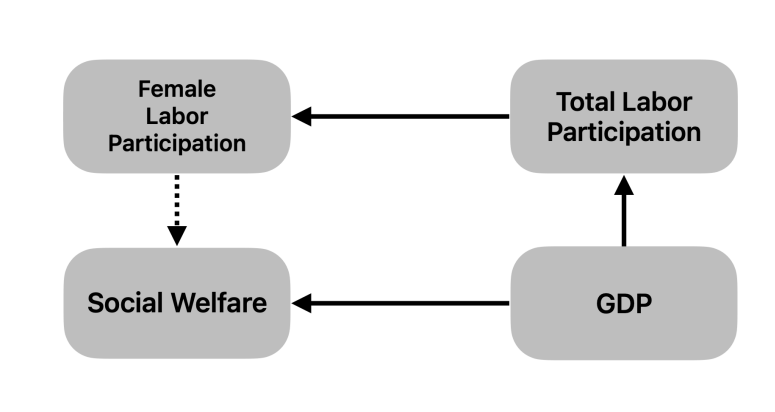 Female
Labor
Participation
Total Labor
Participation
Social Welfare
GDP